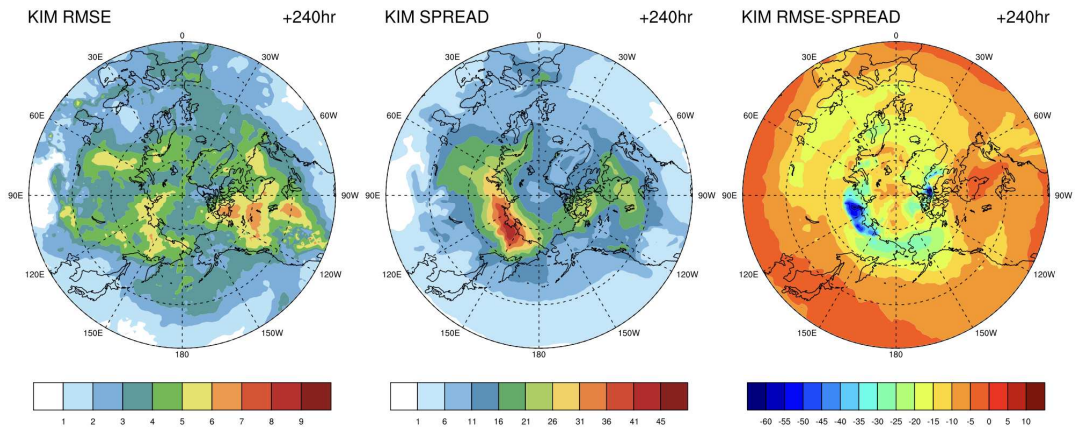 KIM RMSE +240hr
KIM SPREAD +240hr
KIM RMSE-SPREAD +240hr
0 0 0
30E 30W 30E 30W 30E 30W
60E 60W 60E 60W 60E 60W
90E 90W 90E 90W 90E 90W
120E 120W 120E 120W 120E 120W
150E 150W 150E 150W 150E 150W
180 180 180
1 2 3 4 5 6 7 8 9
1 6 11 16 21 26 31 36 41 45
-60 -55 -50 -45 -40 -35 -30 -25 -20 -15 -10 -5 0 5 10